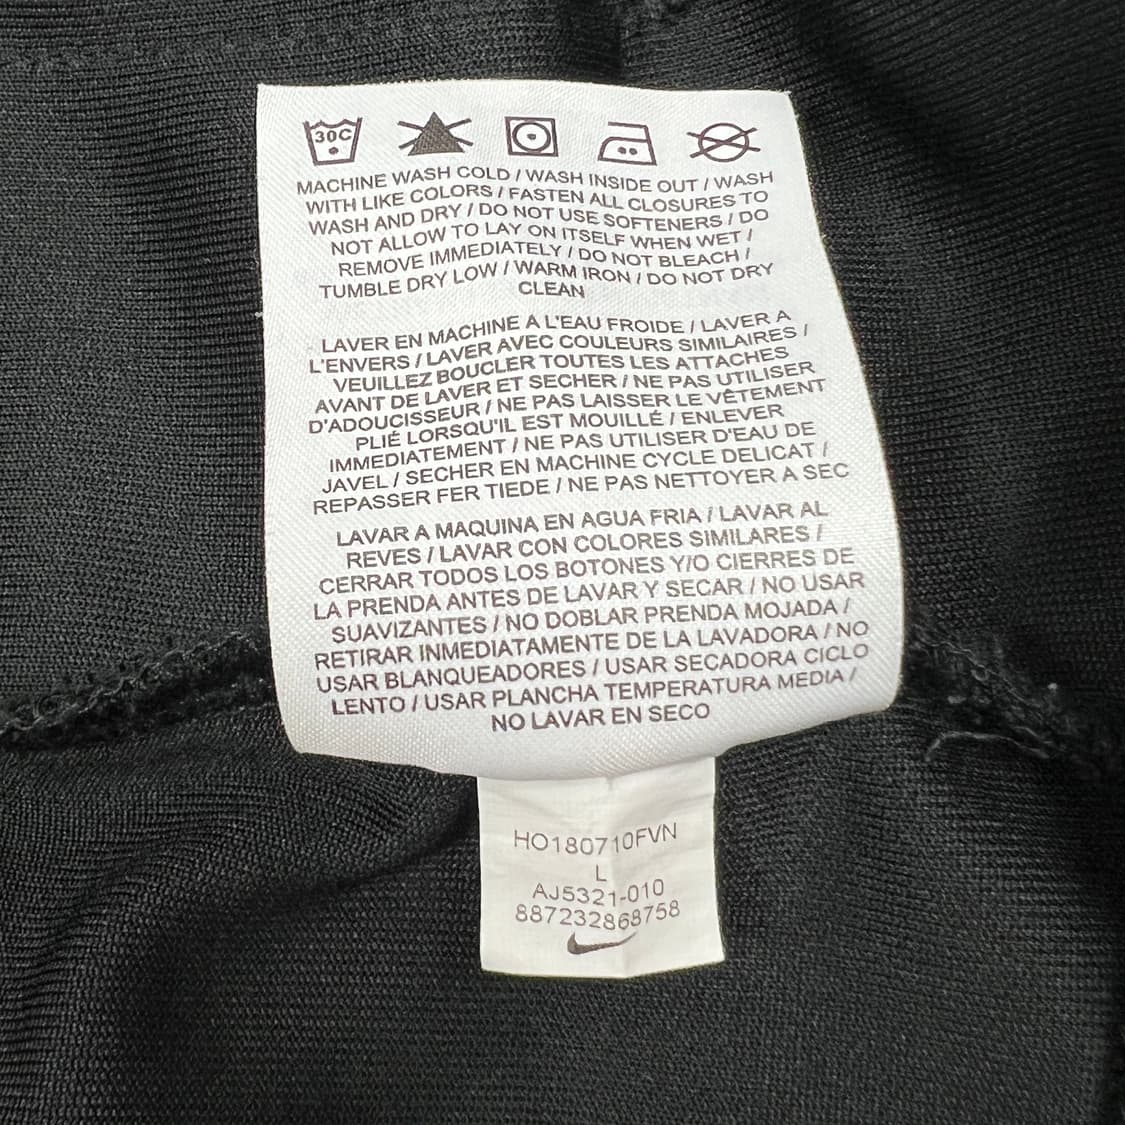 30C
MACHINE WASH COLD / WASH INSIDE OUT / WASH
WITH LIKE COLORS / FASTEN ALL CLOSURES TO
WASH AND DRY / DO NOT USE SOFTENERS / DO
NOT ALLOW TO LAY ON ITSELF WHEN WET /
REMOVE IMMEDIATELY / DO NOT BLEACH /
TUMBLE DRY LOW / WARM IRON / DO NOT DRY
CLEAN
LAVER EN MACHINE A L'EAU FROIDE / LAVER A
L'ENVERS / LAVER AVEC COULEURS SIMILAIRES /
VEUILLEZ BOUCLER TOUTES LES ATTACHES
AVANT DE LAVER ET SECHER / NE PAS UTILISER
D'ADOUCISSEUR / NE PAS LAISSER LE VÊTEMENT
PLIÉ LORSQU'IL EST MOUILLÉ / ENLEVER
IMMEDIATEMENT / NE PAS UTILISER D'EAU DE
JAVEL / SECHER EN MACHINE CYCLE DELICAT /
REPASSER FER TIEDE / NE PAS NETTOYER A SEC
LAVAR A MAQUINA EN AGUA FRIA / LAVAR AL
REVES / LAVAR CON COLORES SIMILARES /
CERRAR TODOS LOS BOTONES Y/O CIERRES DE
LA PRENDA ANTES DE LAVAR Y SECAR / NO USAR
SUAVIZANTES / NO DOBLAR PRENDA MOJADA /
RETIRAR INMEDIATAMENTE DE LA LAVADORA / NO
USAR BLANQUEADORES / USAR SECADORA CICLO
LENTO / USAR PLANCHA TEMPERATURA MEDIA /
NO LAVAR EN SECO
HO180710FVN
L
AJ5321-010
887232868758